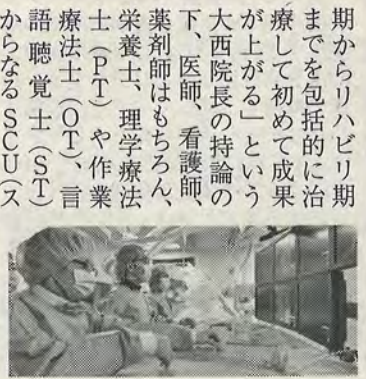 期からリハビリ期
までを包括的に治
療して初めて成果
が上がる」という
大西院長の持論の
下、医師、看護師、
薬剤師はもちろん、
栄養士、理学療法
士（PT）や作業
療法士（OT）、言
語聴覚士（ST）
からなるSCU（ス